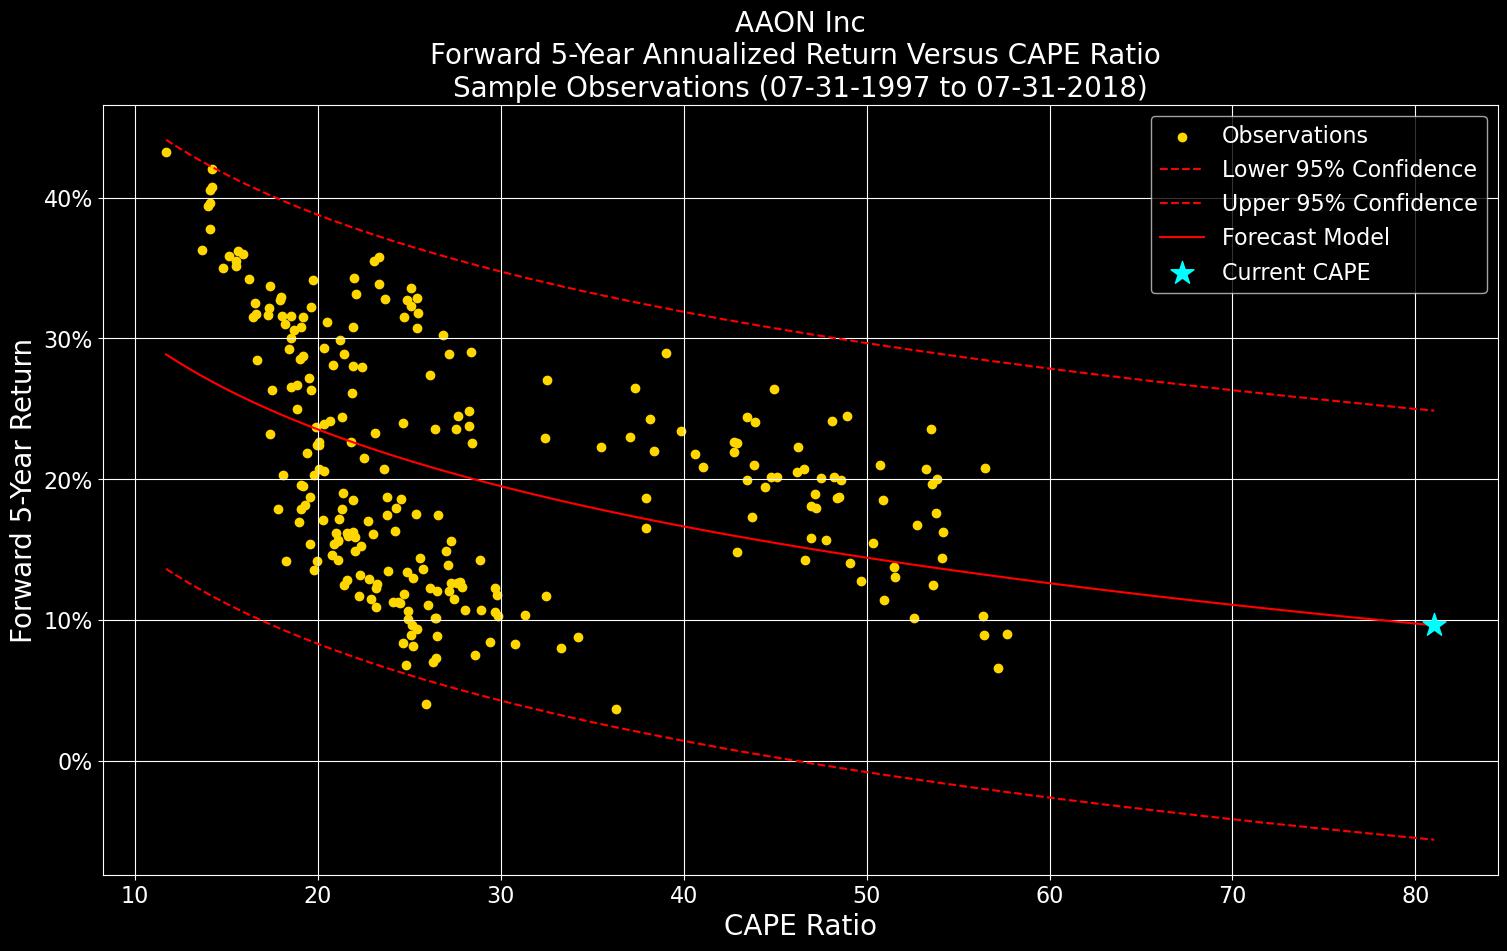 AAON Inc
Forward 5-Year Annualized Return Versus CAPE Ratio
Sample Observations (07-31-1997 to 07-31-2018)
Observations
Lower 95% Confidence
Upper 95% Confidence
Forecast Model
Current CAPE
Forward 5-Year Return
40%
30%
20%
10%
0%
10 20 30 40 50 60 70 80
CAPE Ratio